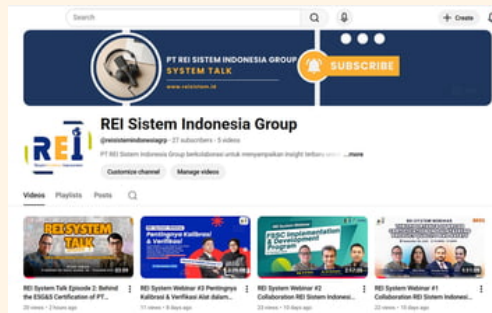 Search
Create
PT REI SISTEM INDONESIA GROUP
SYSTEM TALK
www.reisistem.id
SUBSCRIBE
REI
REI Sistem Indonesia Group
@reisistemindonesiagrp · 27 subscribers · 5 videos
PT REI Sistem Indonesia Group berkolaborasi untuk menyampaikan insight terbaru ...more
Customize channel
Manage videos
Videos
Playlists
Posts
REI SYSTEM
TALK
Pentingnya Kalibrasi
& Verifikasi
FSSC Implementation
& Development
Program
REI SYSTEM WEBINAR
REI System Talk Episode 2: Behind
the ESG&S Certification of PT...
20 views • 2 hours ago
REI System Webinar #3 Pentingnya
Kalibrasi & Verifikasi Alat dalam...
11 views • 8 days ago
REI System Webinar #2
Collaboration REI Sistem Indonesi...
23 views • 10 days ago
REI System Webinar #1
Collaboration REI Sistem Indonesi...
22 views • 10 days ago